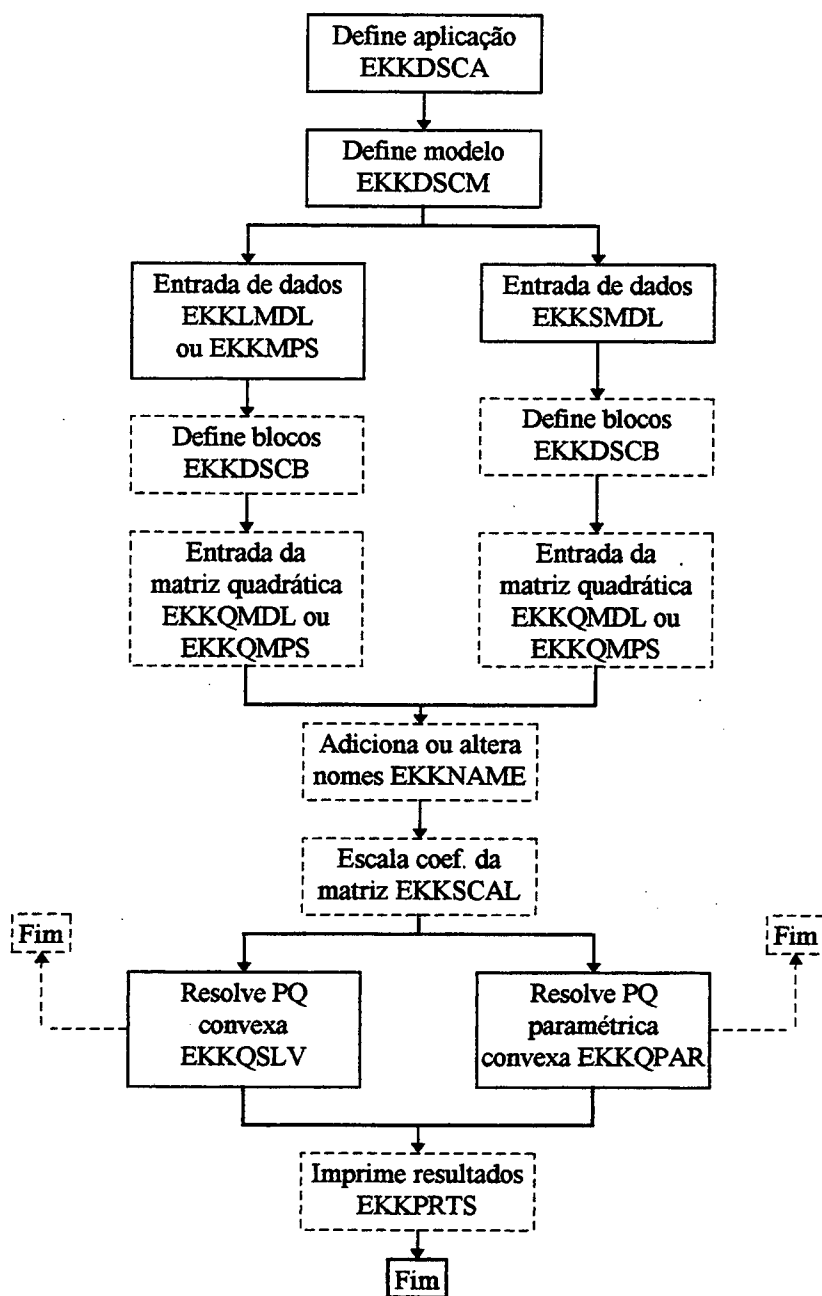 Define aplicação
EKKDSCA
Define modelo
EKKDSCM
Entrada de dados
EKKLMDL
ou EKKMPS
Entrada de dados
EKKSMDL
Define blocos
EKKDSCB
Define blocos
EKKDSCB
Entrada da
matriz quadrática
EKKQMDL ou
EKKQMPS
Entrada da
matriz quadrática
EKKQMDL ou
EKKQMPS
Adiciona ou altera
nomes EKKNAME
Escala coef. da
matriz EKKSCAL
Fim
Fim
Resolve PQ
convexa
EKKQSLV
Resolve PQ
paramétrica
convexa EKKQPAR
Imprime resultados
EKKPRTS
Fim